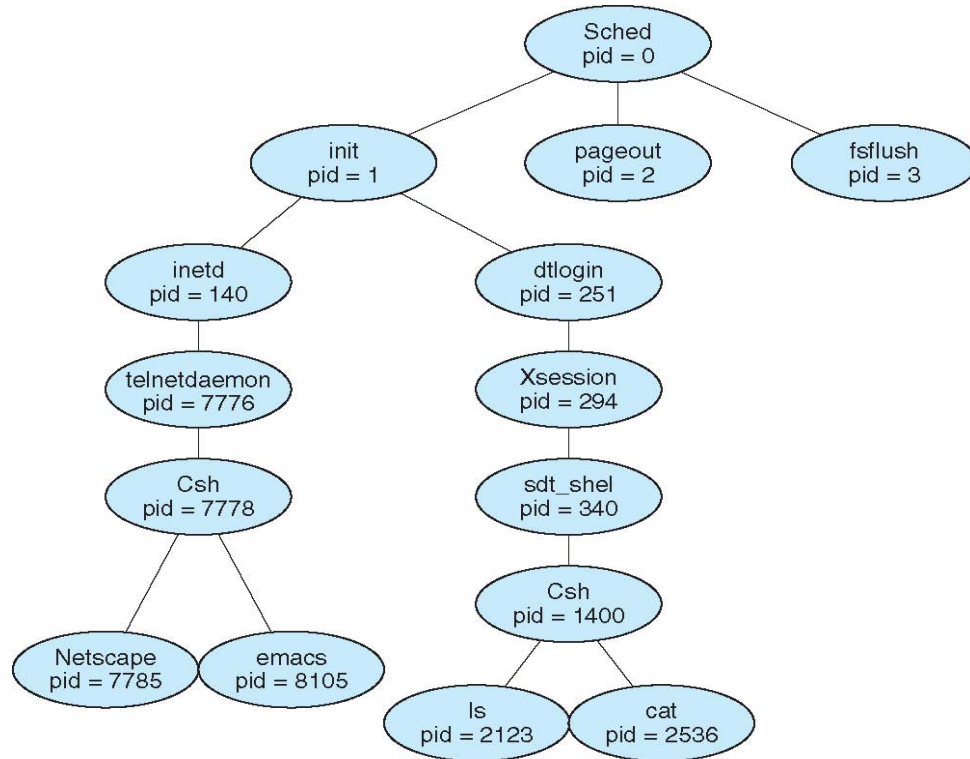 Sched
pid = 0
init
pid = 1
pageout
pid = 2
fsflush
pid = 3
inetd
pid = 140
dtlogin
pid = 251
telnetdaemon
pid = 7776
Xsession
pid = 294
Csh
pid = 7778
sdt_shel
pid = 340
Csh
pid = 1400
Netscape
pid = 7785
emacs
pid = 8105
ls
pid = 2123
cat
pid = 2536